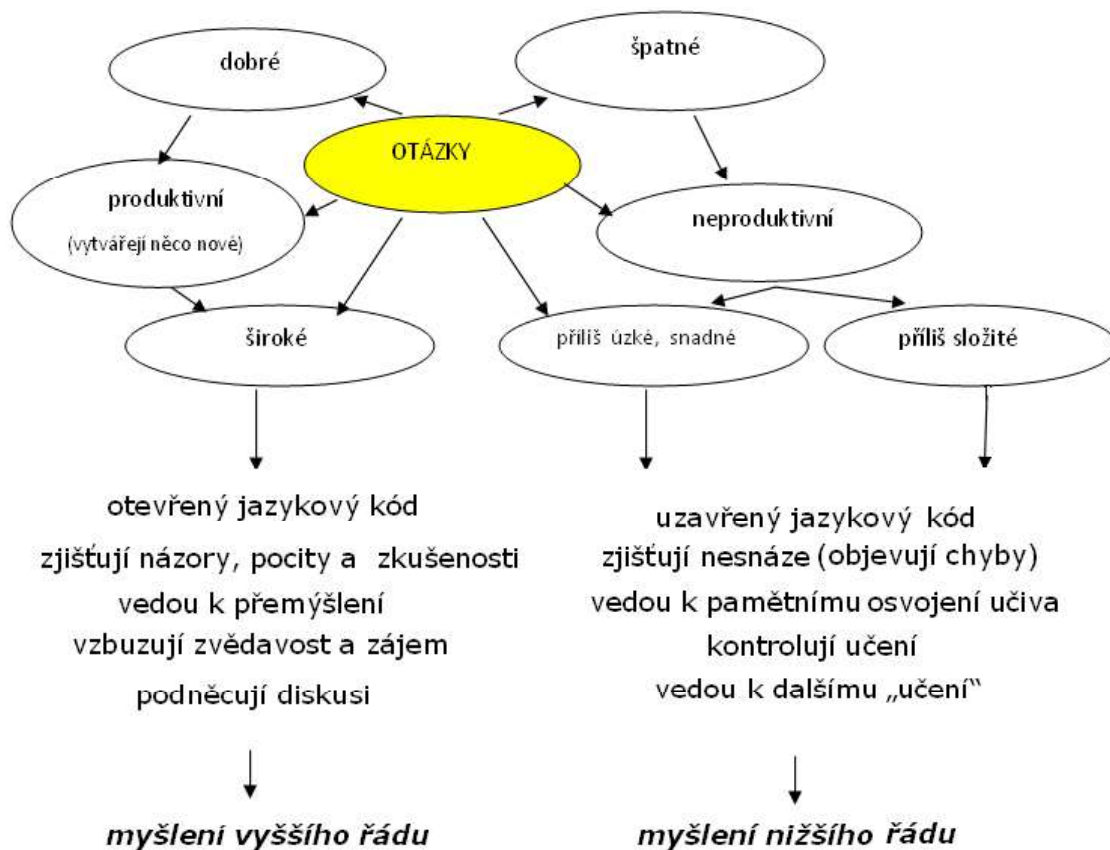 dobré
špatné
OTÁZKY
produktivní
(vytvářejí něco nové)
neproduktivní
široké
příliš úzké, snadné
příliš složité
otevřený jazykový kód
zjišťují názory, pocity a zkušenosti
vedou k přemýšlení
vzbuzují zvědavost a zájem
podněcují diskusi
uzavřený jazykový kód
zjišťují nesnáze (objevují chyby)
vedou k pamětnímu osvojení učiva
kontrolují učení
vedou k dalšímu „učení“
myšlení vyššího řádu
myšlení nižšího řádu